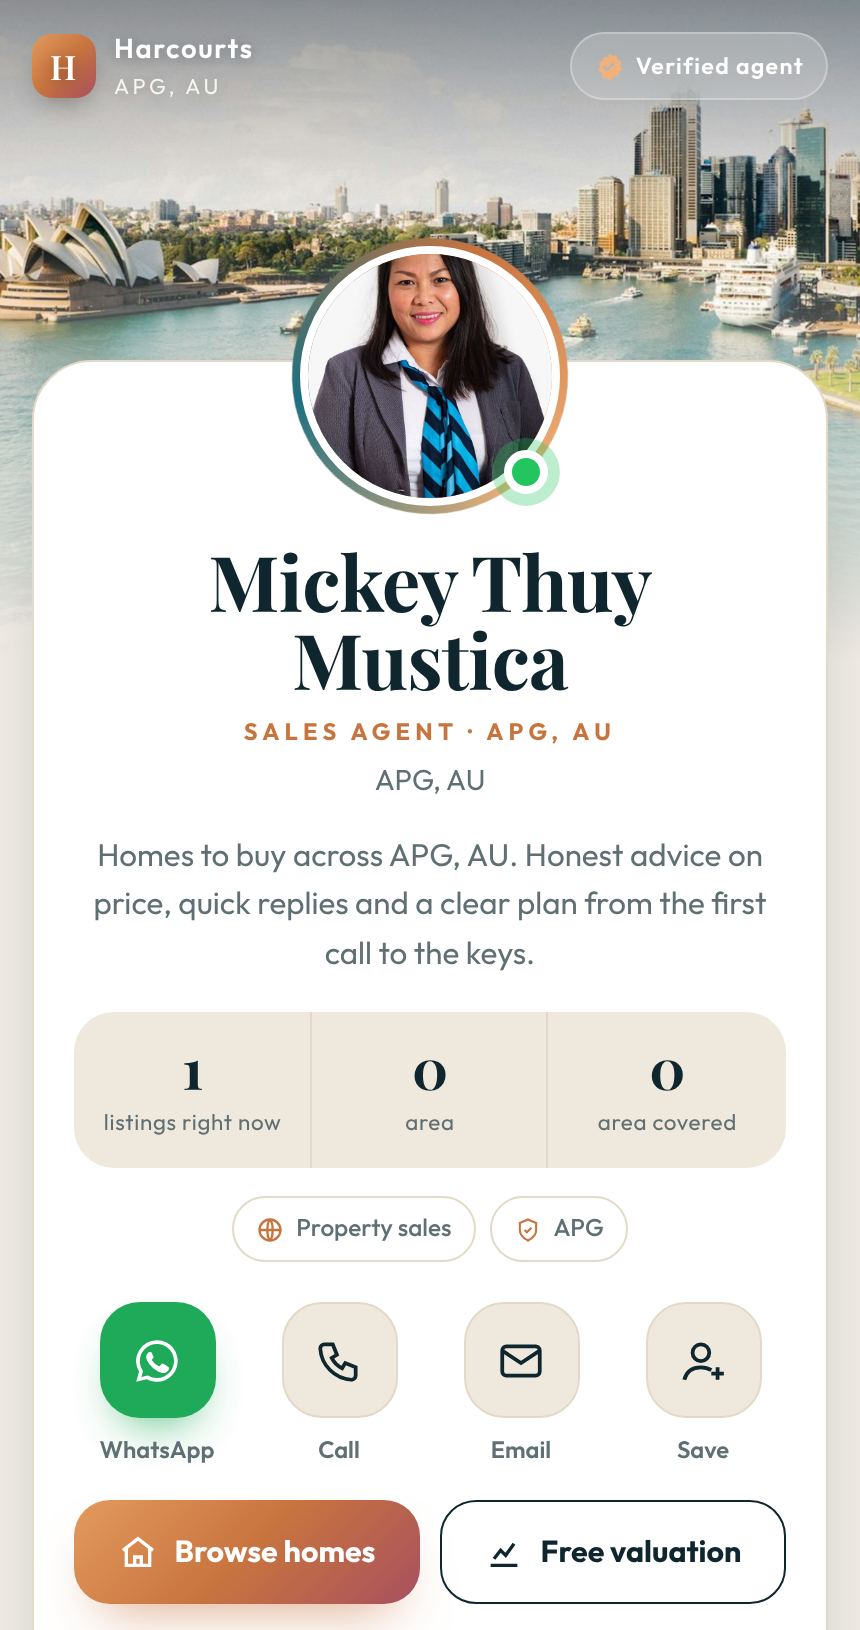 H
Harcourts
APG, AU
Verified agent
Mickey Thuy
Mustica
SALES AGENT · APG, AU
APG, AU
Homes to buy across APG, AU. Honest advice on
price, quick replies and a clear plan from the first
call to the keys.
1
listings right now
0
area
0
area covered
Property sales
APG
WhatsApp
Call
Email
Save
Browse homes
Free valuation